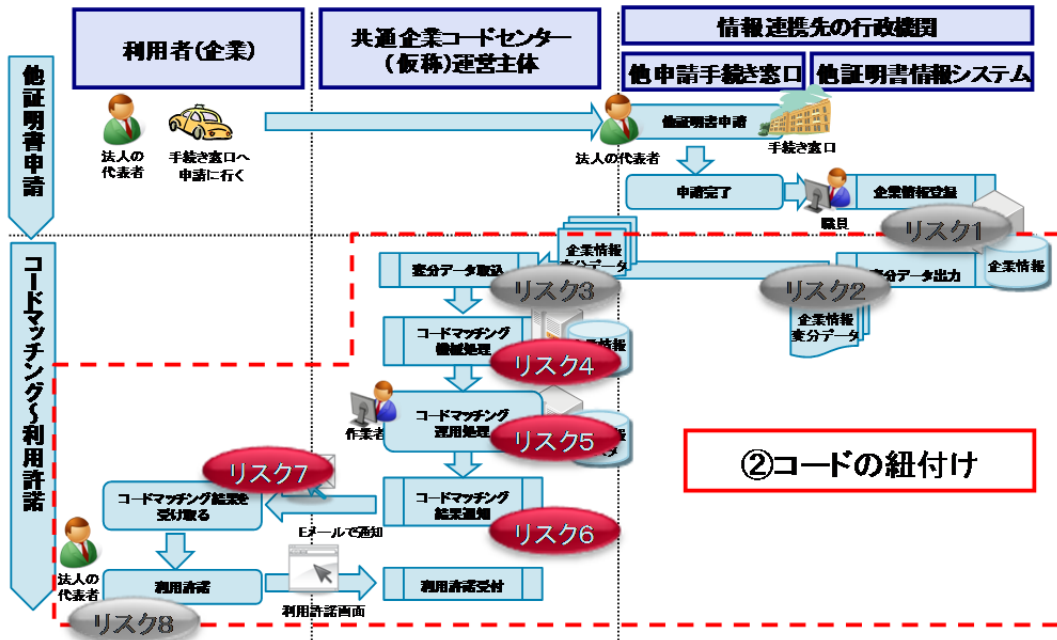 利用者(企業)
共通企業コードセンター
(仮称)運営主体
情報連携先の行政機関
他申請手続き窓口
他証明書情報システム
他証明書申請
法人の
代表者
手続き窓口へ
申請に行く
法人の代表者
他証明書申請
手続き窓口
申請完了
職員
企業情報登録
リスク1
コードマッチング~利用許諾
差分データ取込
企業情報
差分データ
リスク3
リスク2
差分データ出力
企業情報
企業情報
差分データ
コードマッチング
機械処理
リスク4
作業者
コードマッチング
運用処理
リスク5
②コードの紐付け
リスク7
コードマッチング結果を
受け取る
Eメールで通知
コードマッチング
結果通知
リスク6
法人の
代表者
利用許諾
利用許諾画面
利用許諾受付
リスク8